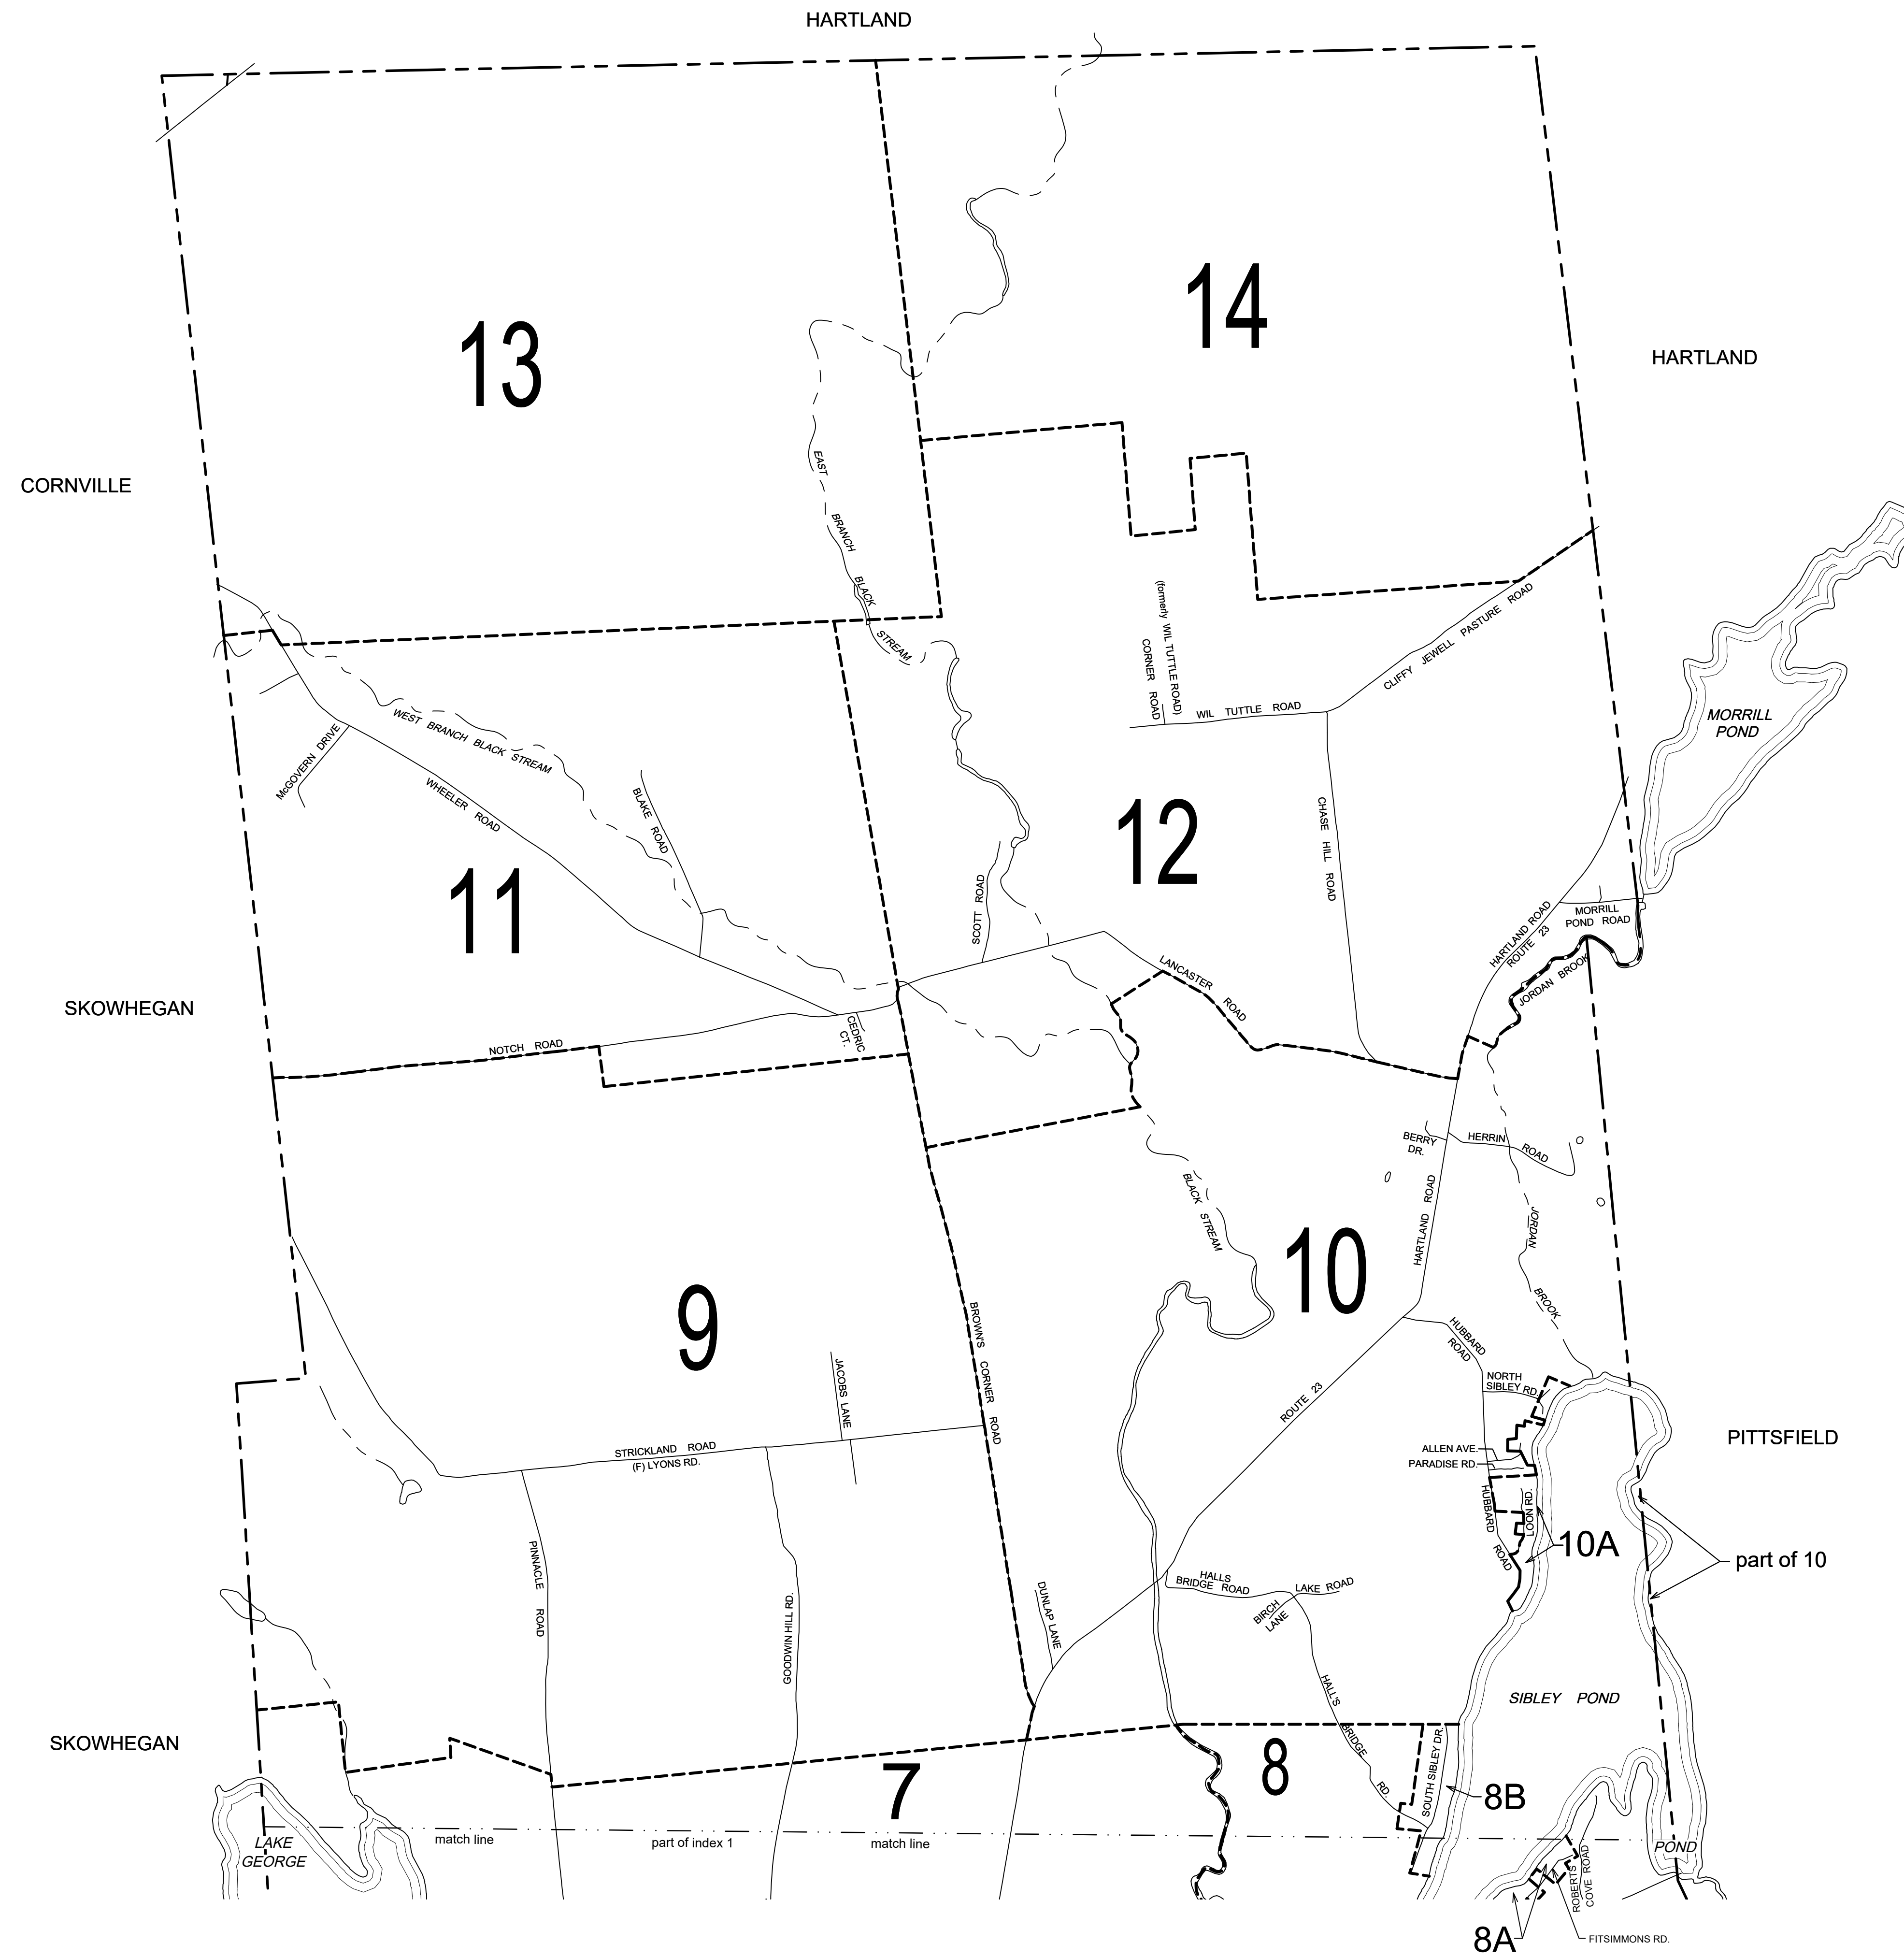 HARTLAND
14
13
HARTLAND
CORNVILLE
EAST
BRANCH
BLACK
STREAM
(formerly WIL TUTTLE ROAD)
CORNER ROAD
WIL TUTTLE ROAD
CLIFFY JEWELL PASTURE ROAD
MORRILL
POND
WEST BRANCH BLACK STREAM
McGOVERN DRIVE
WHEELER ROAD
BLAKE ROAD
12
CHASE HILL ROAD
11
SCOTT ROAD
MORRILL
POND ROAD
HARTLAND ROAD
ROUTE 23
JORDAN BROOK
LANCASTER ROAD
SKOWHEGAN
NOTCH ROAD
CEDRIC
CT.
BERRY
DR.
HERRIN ROAD
BLACK STREAM
HARTLAND ROAD
JORDAN
BROOK
10
9
BROWN'S CORNER ROAD
HUBBARD
ROAD
JACOBS LANE
NORTH
SIBLEY RD.
ROUTE 23
STRICKLAND ROAD
(F) LYONS RD.
ALLEN AVE.
PARADISE RD.
PITTSFIELD
HUBBARD
ROAD
LOON RD.
10A
part of 10
PINNACLE ROAD
GOODWIN HILL RD.
DUNLAP LANE
HALLS
BRIDGE ROAD
LAKE ROAD
BIRCH
LANE
HALL'S
BRIDGE
RD.
SIBLEY POND
SKOWHEGAN
7
8
SOUTH SIBLEY DR.
8B
LAKE
GEORGE
match line
part of index 1
match line
POND
ROBERTS
COVE ROAD
8A
FITSIMMONS RD.